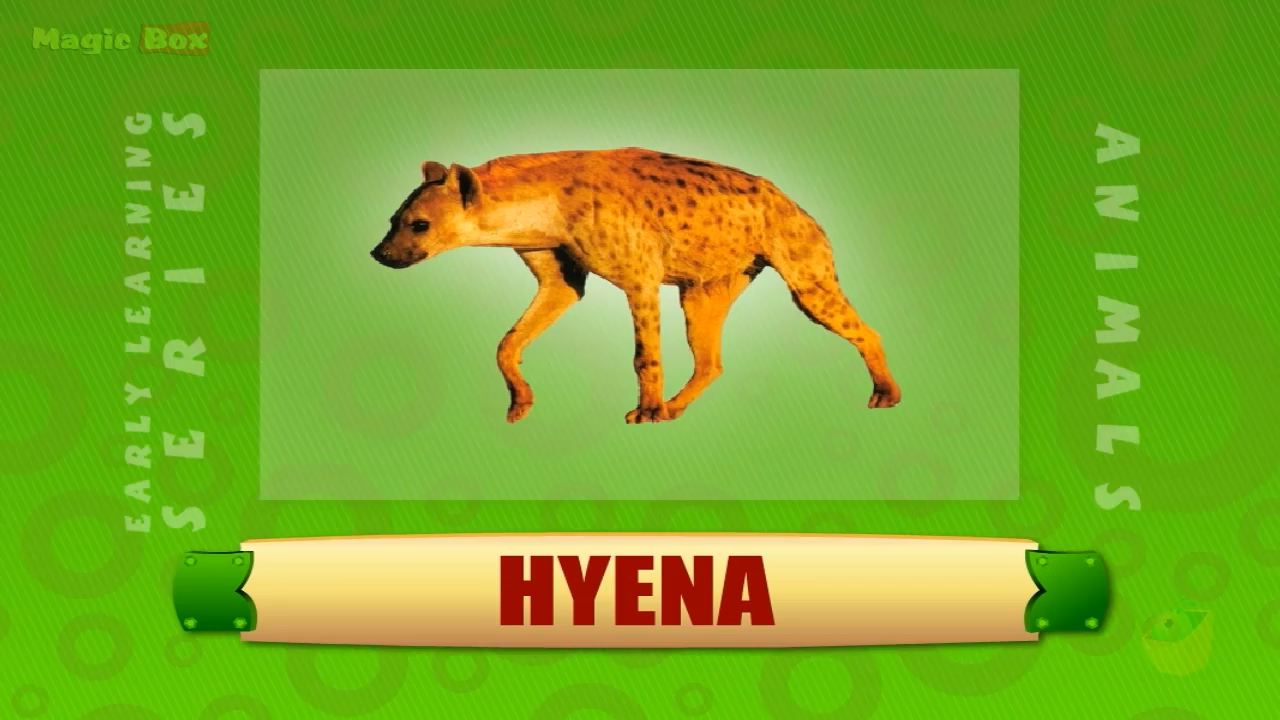 Magic Box
EARLY LEARNING
SERIES
ANIMALS
HYENA